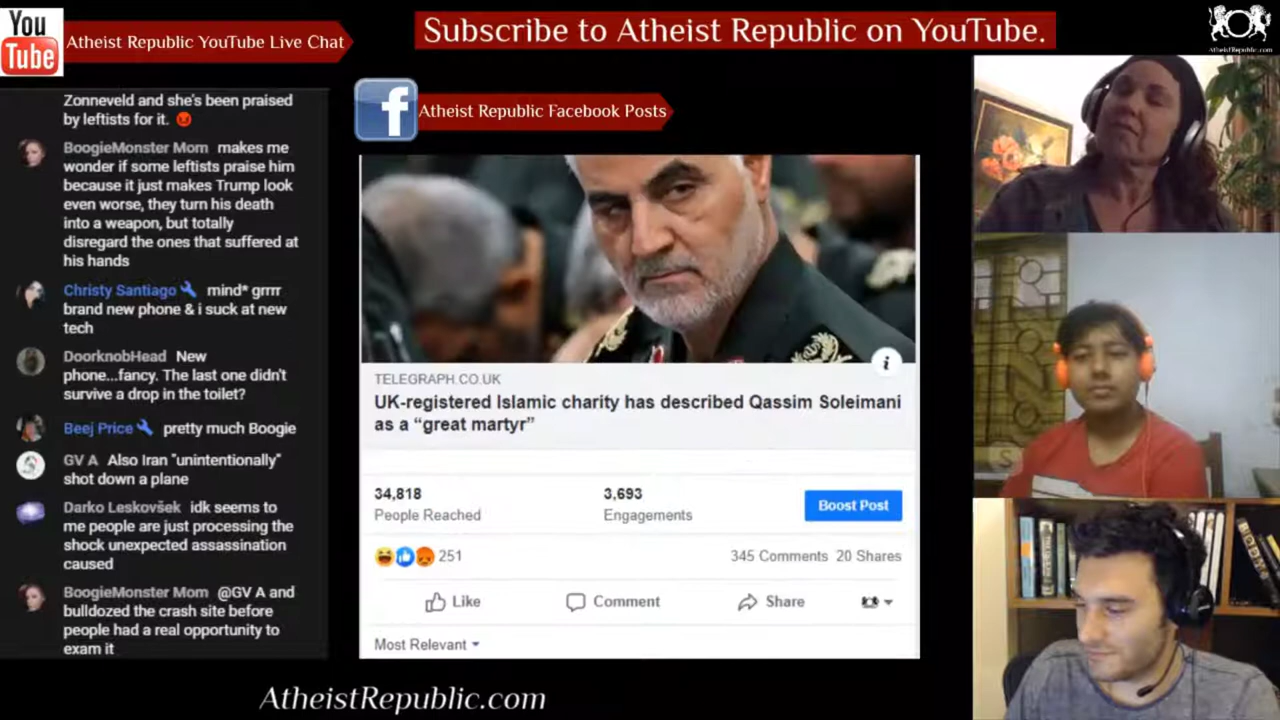 You
Tube
Atheist Republic YouTube Live Chat
Subscribe to Atheist Republic on YouTube.
AtheistRepublic.com
Atheist Republic Facebook Posts
Zonneveld and she's been praised
by leftists for it.
BoogieMonster Mom makes me
wonder if some leftists praise him
because it just makes Trump look
even worse, they turn his death
into a weapon, but totally
disregard the ones that suffered at
his hands
Christy Santiago mind* grrrr
brand new phone & i suck at new
tech
DoorknobHead New
phone...fancy. The last one didn't
survive a drop in the toilet?
Beej Price pretty much Boogie
GV A Also Iran "unintentionally"
shot down a plane
Darko Leskovšek idk seems to
me people are just processing the
shock unexpected assassination
caused
BoogieMonster Mom @GV A and
bulldozed the crash site before
people had a real opportunity to
exam it
TELEGRAPH.CO.UK
UK-registered Islamic charity has described Qassim Soleimani
as a “great martyr”
34,818
People Reached
3,693
Engagements
Boost Post
251
345 Comments 20 Shares
Like
Comment
Share
Most Relevant
AtheistRepublic.com